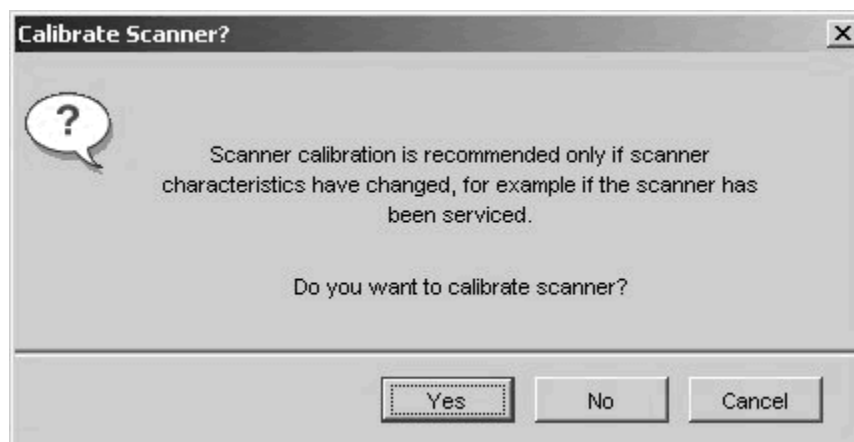 Calibrate Scanner?
?
Scanner calibration is recommended only if scanner
characteristics have changed, for example if the scanner has
been serviced.
Do you want to calibrate scanner?
Yes No Cancel